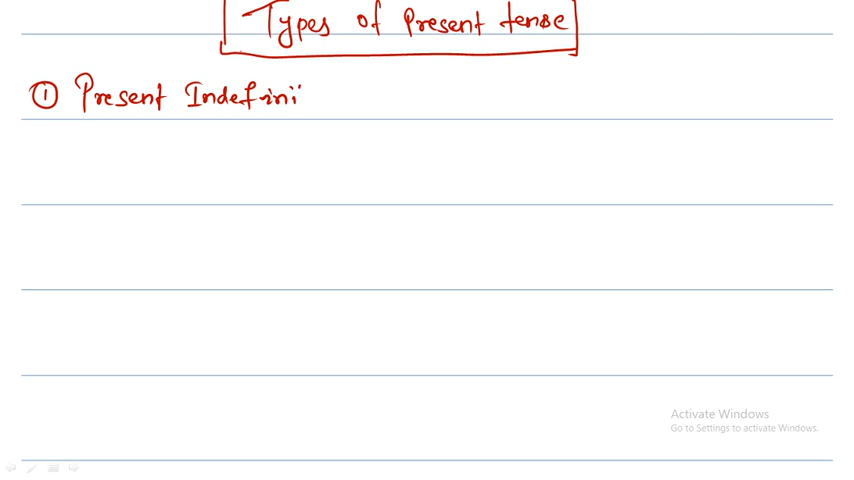 Types of Present tense
① Present Indefini
Activate Windows
Go to Settings to activate Windows.